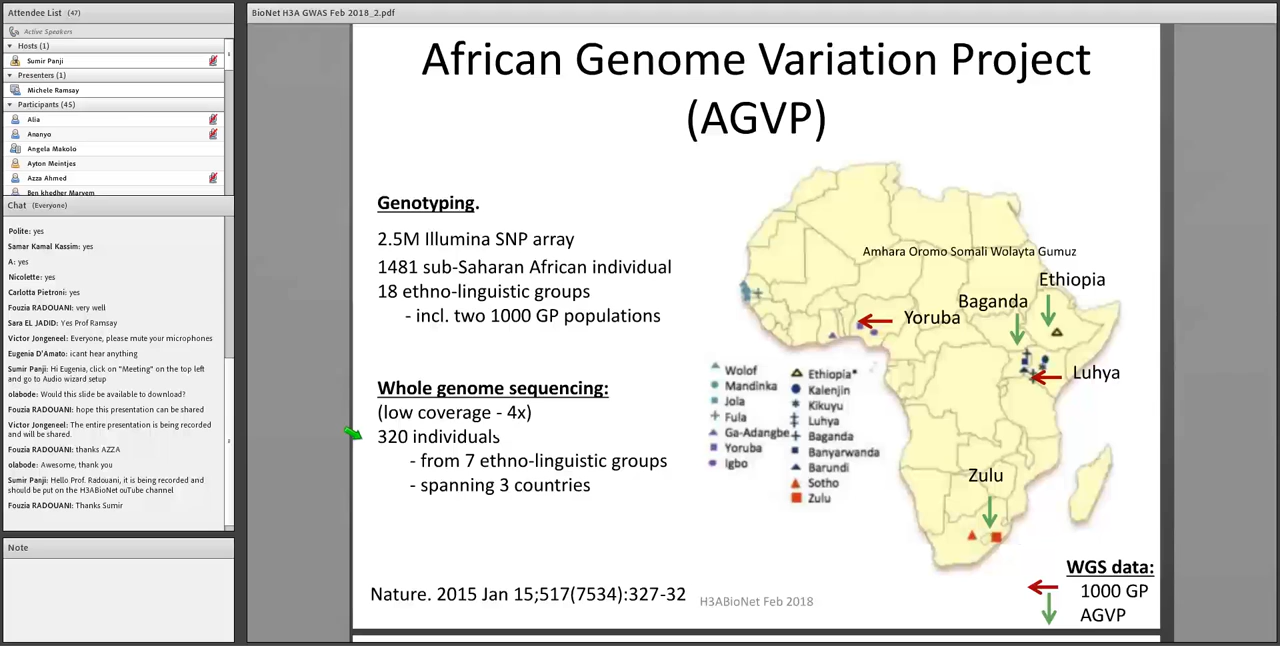 Attendee List (47)
Active Speakers
Hosts (1)
Sumir Panji
Presenters (1)
Michele Ramsay
Participants (45)
Alia
Ananyo
Angela Makolo
Ayton Meintjes
Azza Ahmed
Ben khedher Maryem
Chat (Everyone)
Polite: yes
Samar Kamal Kassim: yes
A: yes
Nicolette: yes
Carlotta Pietroni: yes
Fouzia RADOUANI: very well
Sara EL JADID: Yes Prof Ramsay
Victor Jongeneel: Everyone, please mute your microphones
Eugenia D'Amato: icant hear anything
Sumir Panji: Hi Eugenia, click on "Meeting" on the top left
and go to Audio wizard setup
olabode: Would this slide be available to download?
Fouzia RADOUANI: hope this presentation can be shared
Victor Jongeneel: The entire presentation is being recorded
and will be shared.
Fouzia RADOUANI: thanks AZZA
olabode: Awesome, thank you
Sumir Panji: Hello Prof. Radouani, it is being recorded and
should be put on the H3ABioNet ouTube channel
Fouzia RADOUANI: Thanks Sumir
Note
BioNet H3A GWAS Feb 2018_2.pdf
African Genome Variation Project
(AGVP)
Genotyping.
2.5M Illumina SNP array
1481 sub-Saharan African individual
18 ethno-linguistic groups
- incl. two 1000 GP populations
Whole genome sequencing:
(low coverage - 4x)
320 individuals
- from 7 ethno-linguistic groups
- spanning 3 countries
Nature. 2015 Jan 15;517(7534):327-32
H3ABioNet Feb 2018
Amhara Oromo Somali Wolayta Gumuz
Ethiopia
Baganda
Yoruba
Luhya
Zulu
Wolof
Mandinka
Jola
Fula
Ga-Adangbe
Yoruba
Igbo
Ethiopia*
Kalenjin
Kikuyu
Luhya
Baganda
Banyarwanda
Barundi
Sotho
Zulu
WGS data:
1000 GP
AGVP